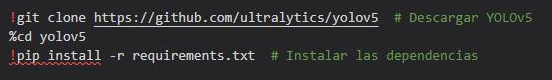 !git clone https://github.com/ultralytics/yolov5  # Descargar YOLOv5
%cd yolov5
!pip install -r requirements.txt  # Instalar las dependencias